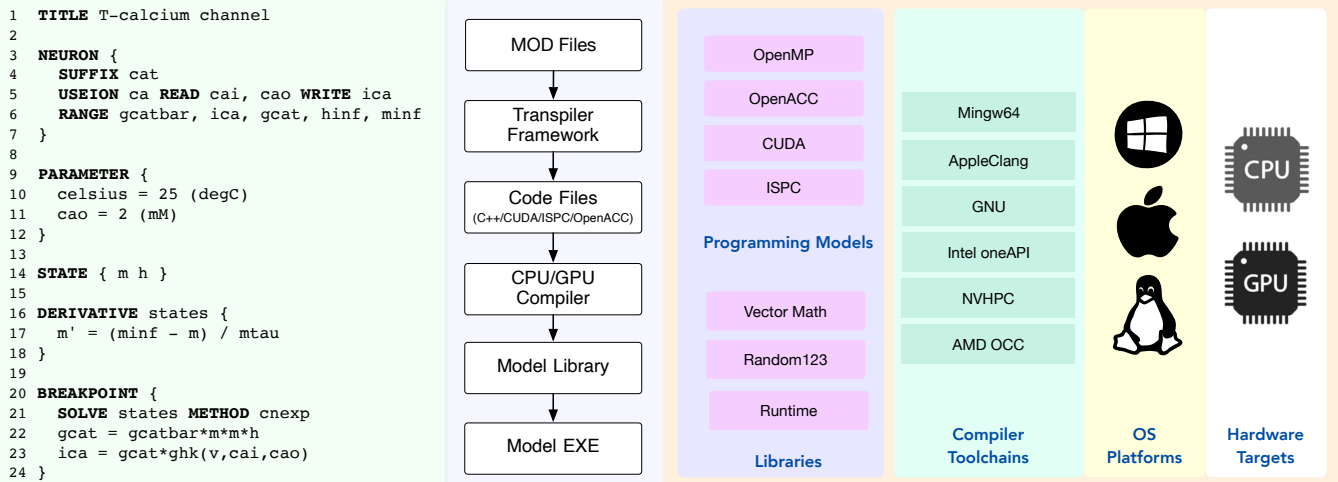 1 TITLE T-calcium channel
2
3 NEURON {
4 SUFFIX cat
5 USEION ca READ cai, cao WRITE ica
6 RANGE gcatbar, ica, gcat, hinf, minf
7 }
8
9 PARAMETER {
10 celsius = 25 (degC)
11 cao = 2 (mM)
12 }
13
14 STATE { m h }
15
16 DERIVATIVE states {
17 m' = (minf - m) / mtau
18 }
19
20 BREAKPOINT {
21 SOLVE states METHOD cnexp
22 gcat = gcatbar*m*m*h
23 ica = gcat*ghk(v,cai,cao)
24 }
MOD Files
Transpiler
Framework
Code Files
(C++/CUDA/ISPC/OpenACC)
CPU/GPU
Compiler
Model Library
Model EXE
OpenMP
OpenACC
CUDA
ISPC
Programming Models
Vector Math
Random123
Runtime
Libraries
Mingw64
AppleClang
GNU
Intel oneAPI
NVHPC
AMD OCC
Compiler
Toolchains
OS
Platforms
CPU
GPU
Hardware
Targets